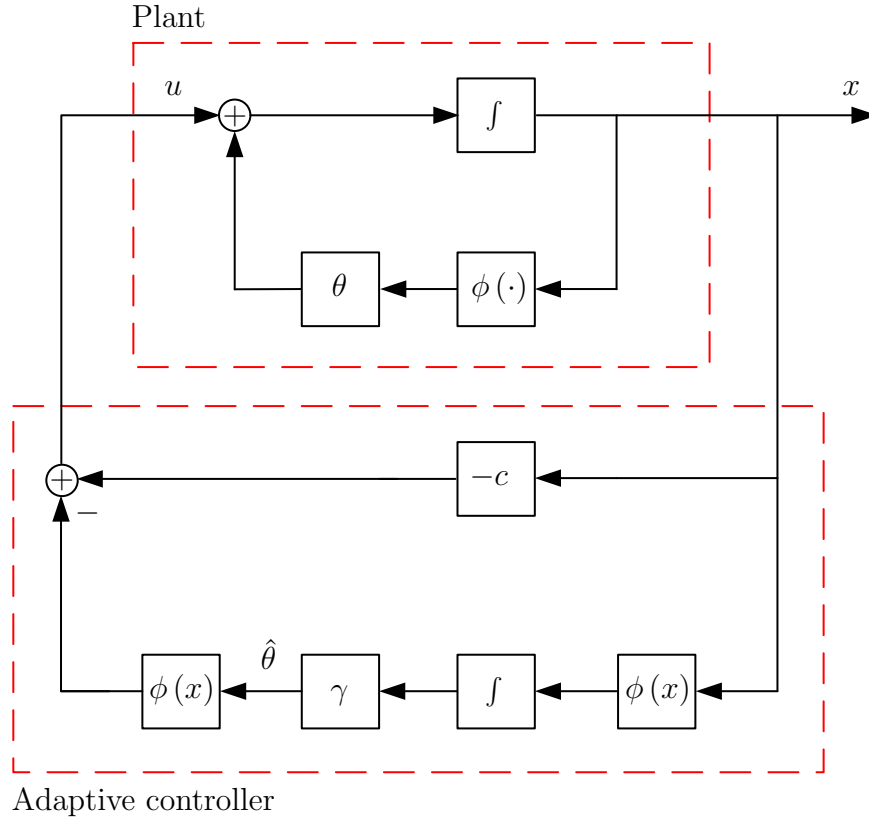 Plant
u
x
+
∫
θ
ϕ (·)
+
−c
−
θ̂
ϕ (x)
γ
∫
ϕ (x)
Adaptive controller